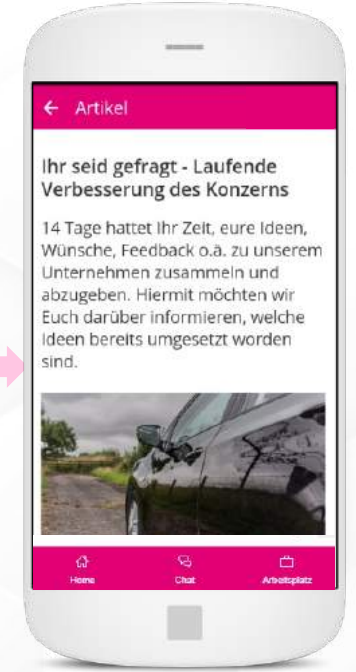 Artikel
Ihr seid gefragt - Laufende
Verbesserung des Konzerns
14 Tage hattet Ihr Zeit, eure Ideen,
Wünsche, Feedback o.ä. zu unserem
Unternehmen zusammeln und
abzugeben. Hiermit möchten wir
Euch darüber informieren, welche
Ideen bereits umgesetzt worden
sind.
Home Chat Arbeitsplatz